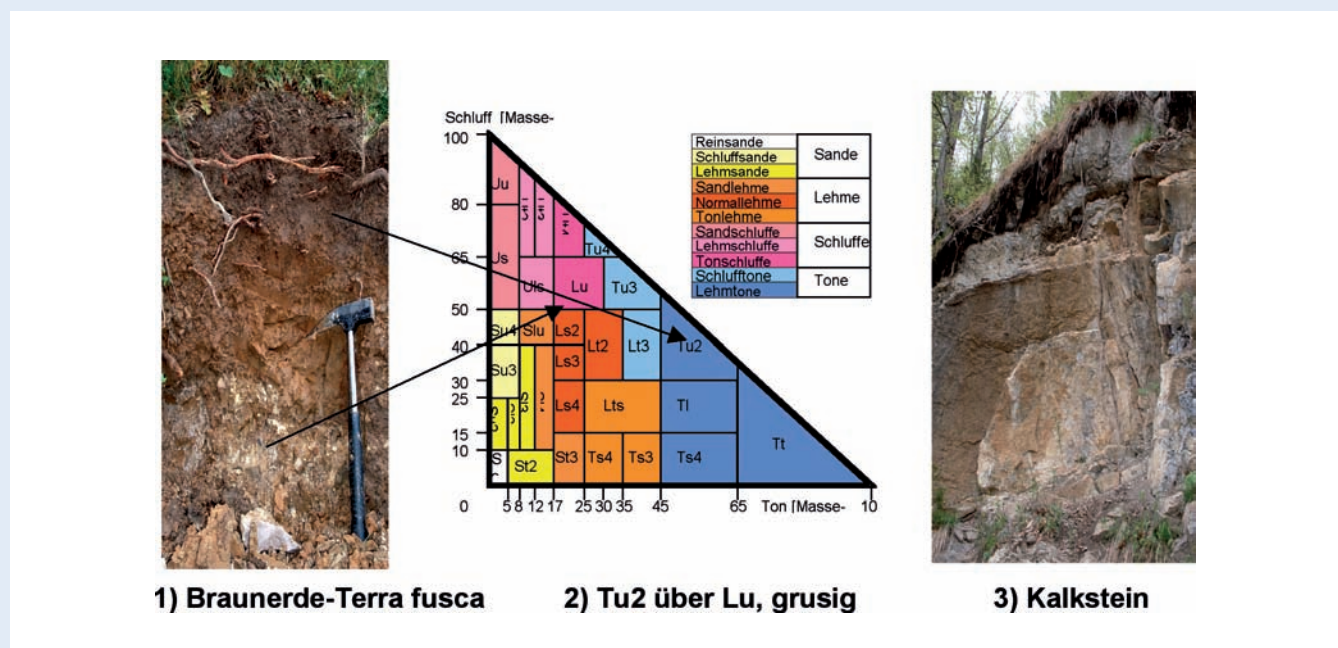 Schluff [Masse-
100
80
65
50
40
30
25
15
10
0
5 8 12 17 25 30 35 45 65 Ton [Masse- 10
Uu
Us
Uls
Lu
Tu4
Tu3
Su4
Slu
Ls2
Lt2
Lt3
Tu2
Su3
Ls3
Ls4
Lts
Tl
Tt
St2
St3
Ts4
Ts3
Ts4
Reinsande
Schluffsande
Lehmsande
Sande
Sandlehme
Normallehme
Tonlehme
Lehme
Sandschluffe
Lehmschluffe
Tonschluffe
Schluffe
Schlufftone
Lehmtone
Tone
1) Braunerde-Terra fusca
2) Tu2 über Lu, grusig
3) Kalkstein